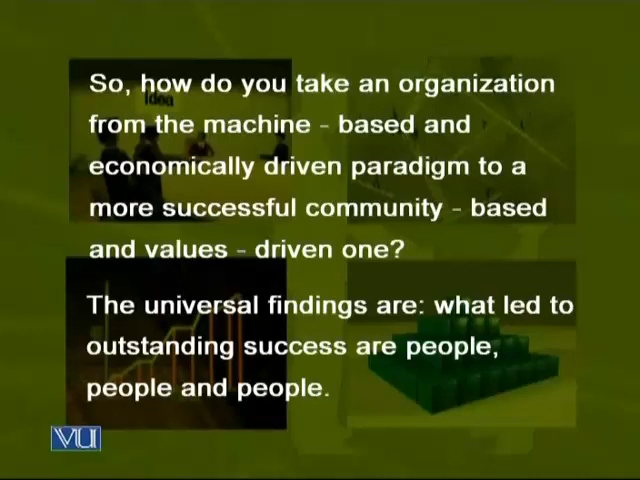 So, how do you take an organization
Idea
from the machine - based and
economically driven paradigm to a
more successful community - based
and values - driven one?
The universal findings are: what led to
outstanding success are people,
people and people.
VU